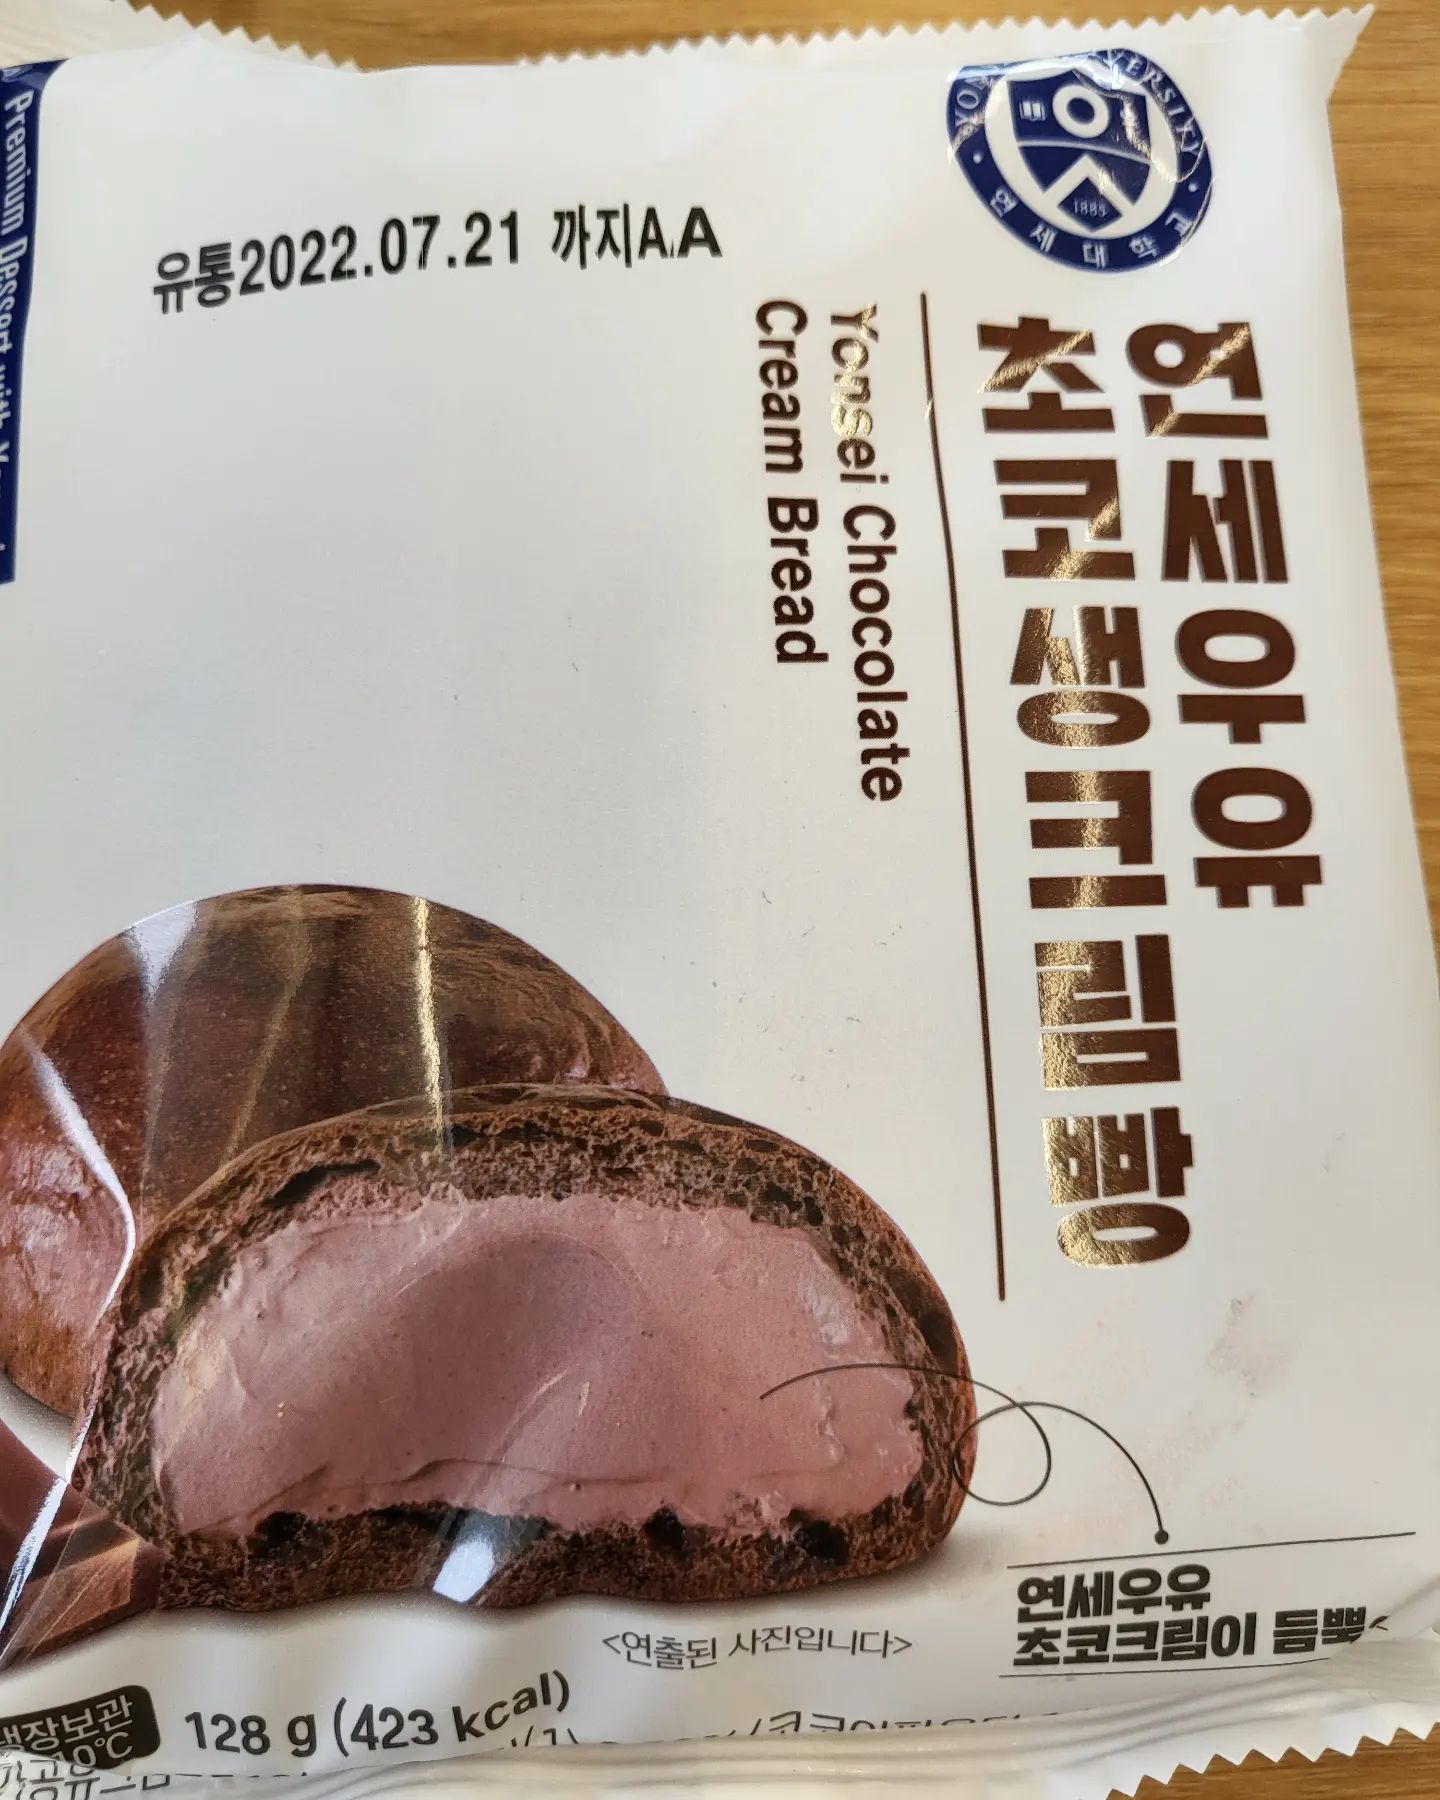 YONSEI UNIVERSITY
연세대학교
1885
Premium Dessert with
유통2022.07.21 까지A.A
연세우유
초코생크림빵
Yonsei Chocolate
Cream Bread
연세우유
초코크림이 듬뿍
<연출된 사진입니다>
냉장보관
128 g (423 kcal)